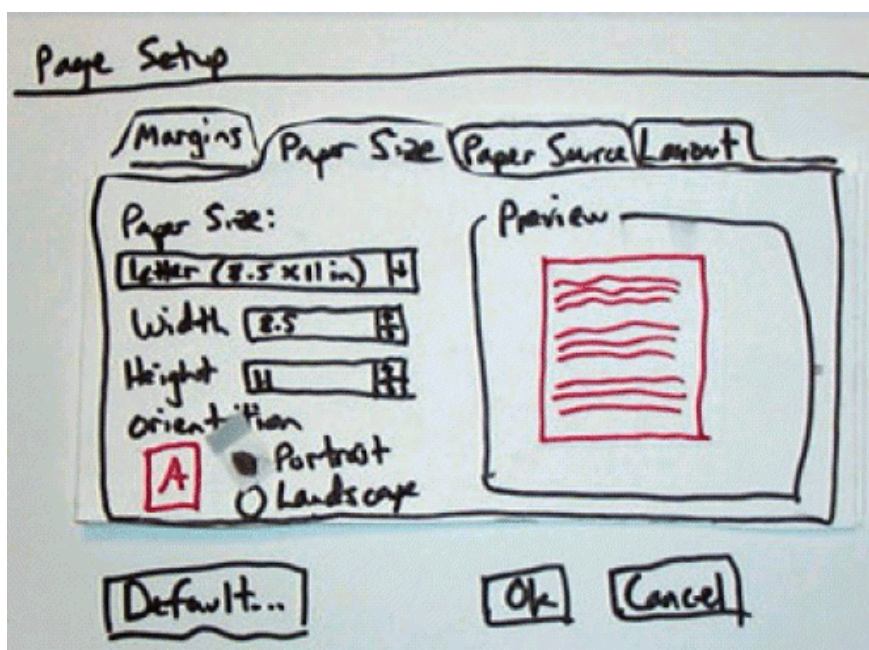 Page Setup
Margins Paper Size Paper Source Layout
Paper Size:
Letter (8.5 x 11 in)
Width 8.5
Height 11
orientition
A
Portrait
Landscape
Preview
Default... Ok Cancel